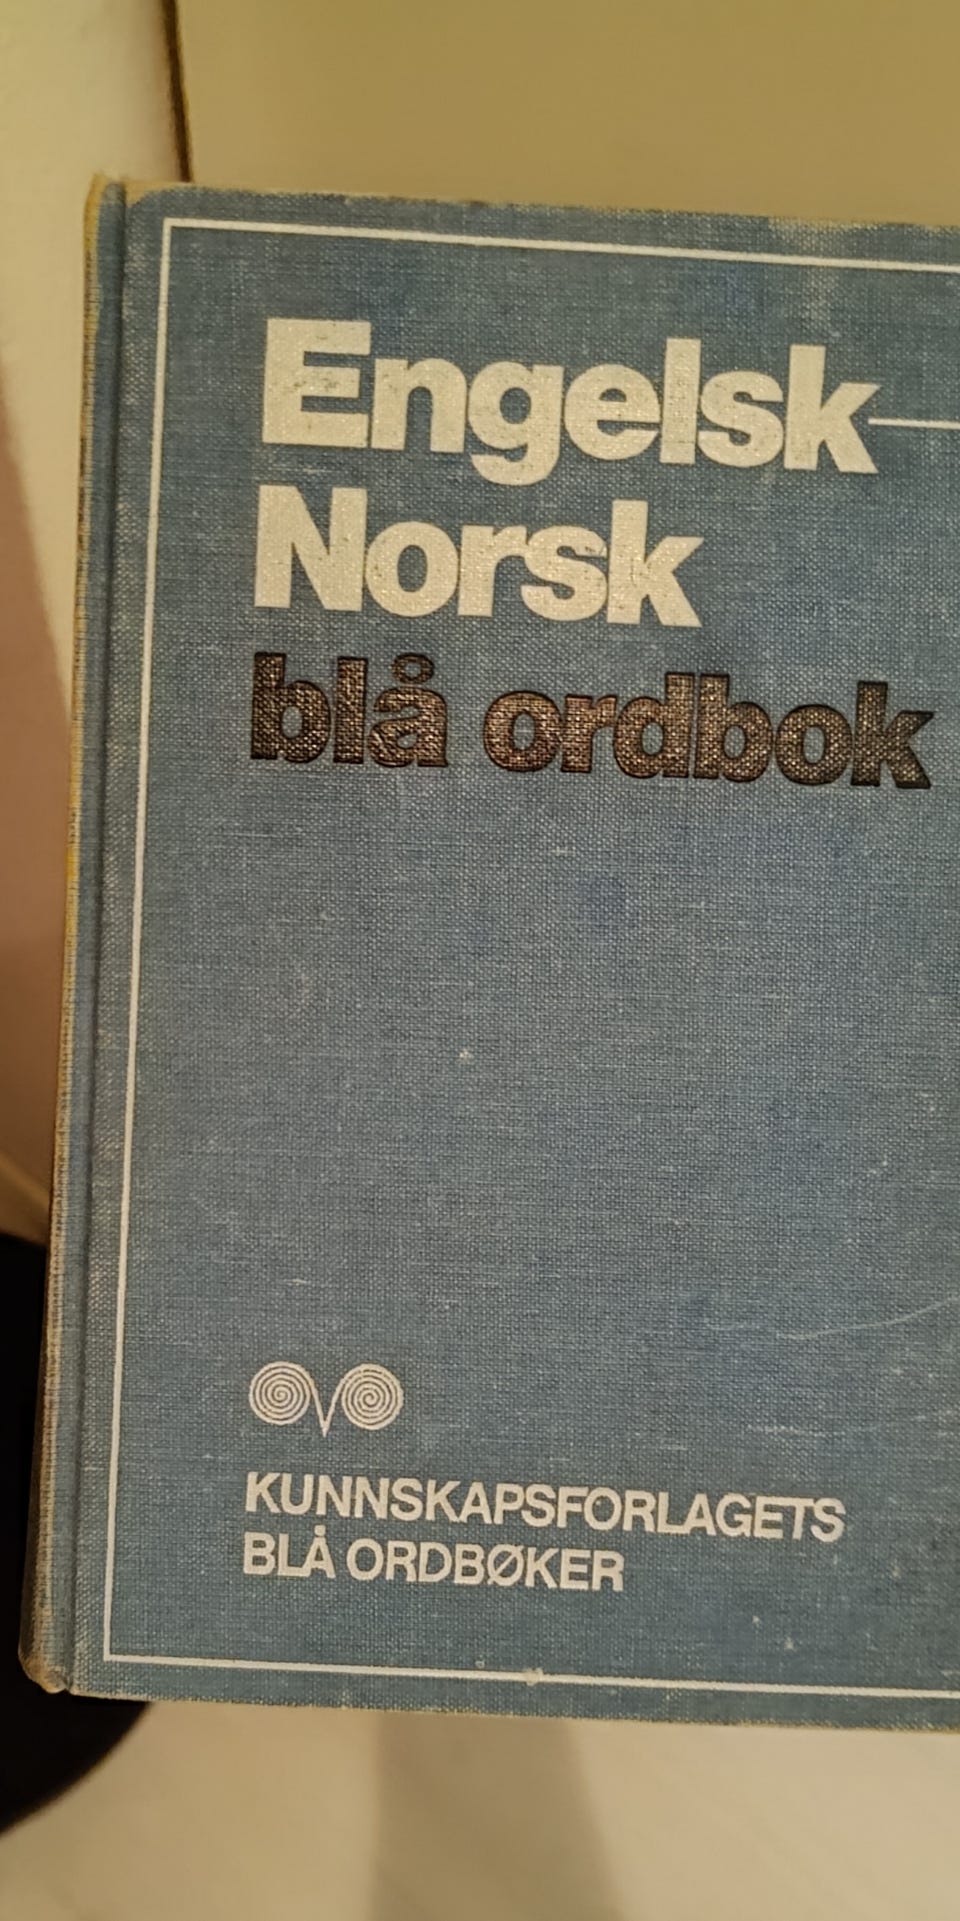 Engelsk-
Norsk
blå ordbok
KUNNSKAPSFORLAGETS
BLÅ ORDBØKER